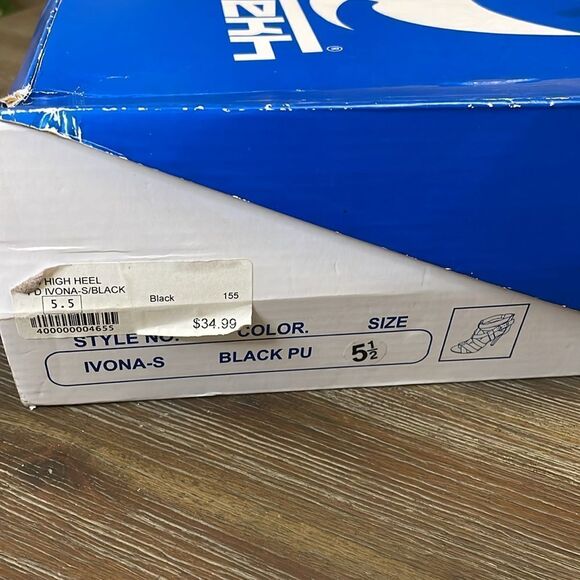 ®
HIGH HEEL
D IVONA-S/BLACK
5.5 Black 155
400000004655 $34.99
STYLE NO. COLOR. SIZE
IVONA-S BLACK PU 5½